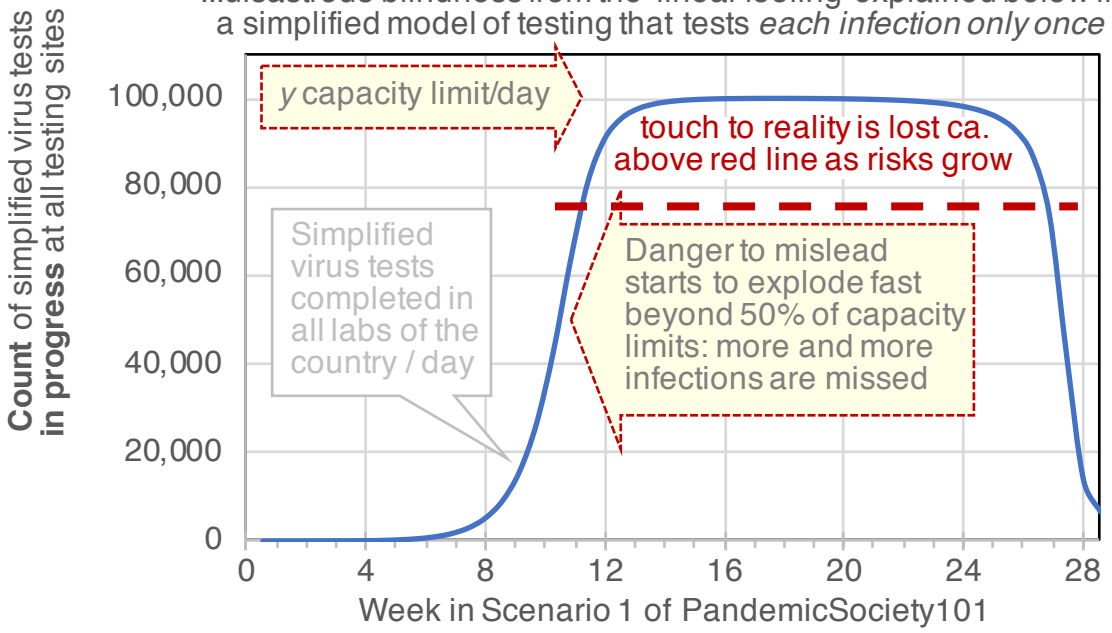 a simplified model of testing that tests each infection only once
Count of simplified virus tests
in progress at all testing sites
100,000
80,000
60,000
40,000
20,000
0
y capacity limit/day
touch to reality is lost ca.
above red line as risks grow
Simplified
virus tests
completed in
all labs of the
country / day
Danger to mislead
starts to explode fast
beyond 50% of capacity
limits: more and more
infections are missed
0 4 8 12 16 20 24 28
Week in Scenario 1 of PandemicSociety101